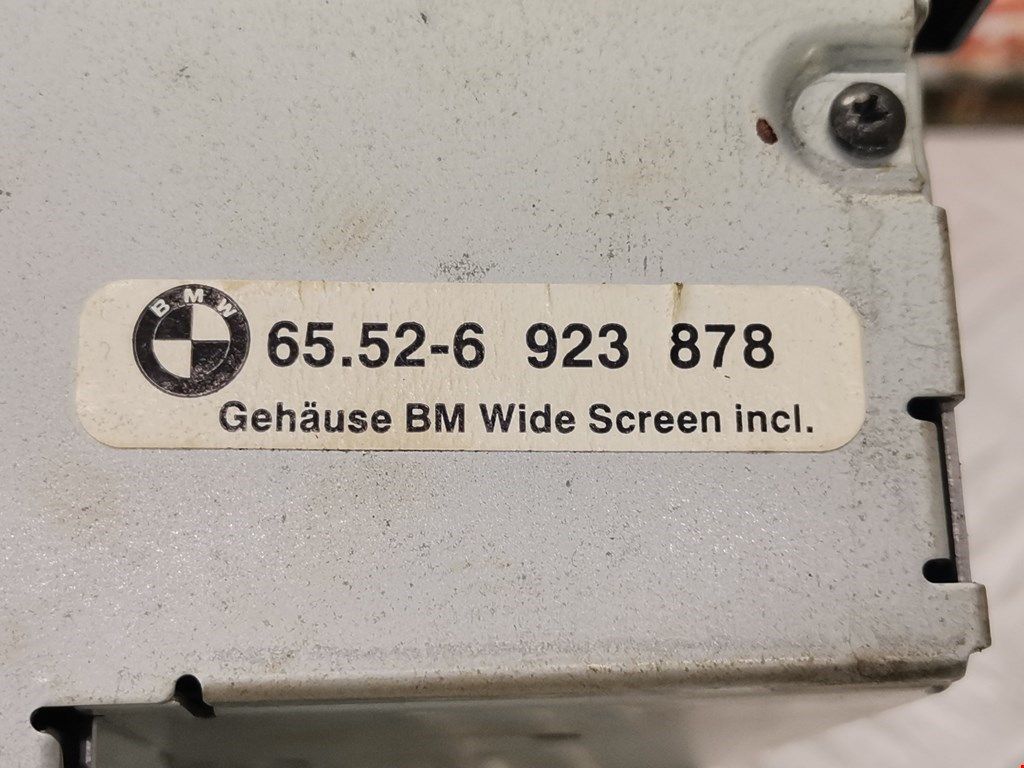 BMW
65.52-6 923 878
Gehäuse BM Wide Screen incl.